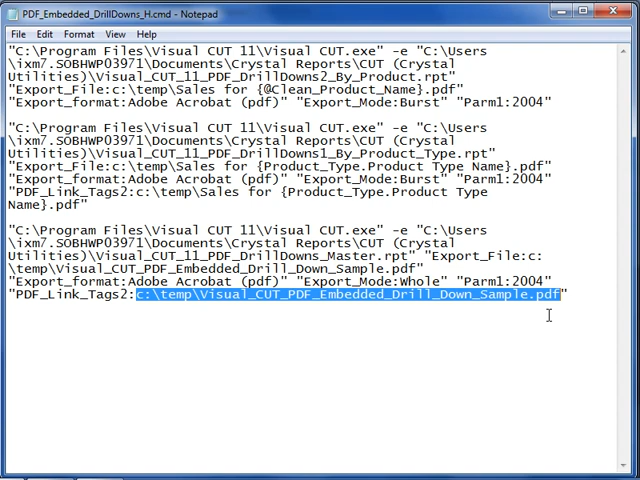 PDF_Embedded_DrillDowns_H.cmd - Notepad
File Edit Format View Help
"C:\Program Files\Visual CUT 11\Visual CUT.exe" -e "C:\Users
\ixm7.SOBHWP03971\Documents\Crystal Reports\CUT (Crystal
Utilities)\Visual_CUT_11_PDF_DrillDowns2_By_Product.rpt"
"Export_File:c:\temp\Sales for {@Clean_Product_Name}.pdf"
"Export_format:Adobe Acrobat (pdf)" "Export_Mode:Burst" "Parm1:2004"
"C:\Program Files\Visual CUT 11\Visual CUT.exe" -e "C:\Users
\ixm7.SOBHWP03971\Documents\Crystal Reports\CUT (Crystal
Utilities)\Visual_CUT_11_PDF_DrillDowns1_By_Product_Type.rpt"
"Export_File:c:\temp\Sales for {Product_Type.Product Type Name}.pdf"
"Export_format:Adobe Acrobat (pdf)" "Export_Mode:Burst" "Parm1:2004"
"PDF_Link_Tags2:c:\temp\Sales for {Product_Type.Product Type
Name}.pdf"
"C:\Program Files\Visual CUT 11\Visual CUT.exe" -e "C:\Users
\ixm7.SOBHWP03971\Documents\Crystal Reports\CUT (Crystal
Utilities)\Visual_CUT_11_PDF_DrillDowns_Master.rpt" "Export_File:c:
\temp\Visual_CUT_PDF_Embedded_Drill_Down_Sample.pdf"
"Export_format:Adobe Acrobat (pdf)" "Export_Mode:Whole" "Parm1:2004"
"PDF_Link_Tags2:c:\temp\Visual_CUT_PDF_Embedded_Drill_Down_Sample.pdf"